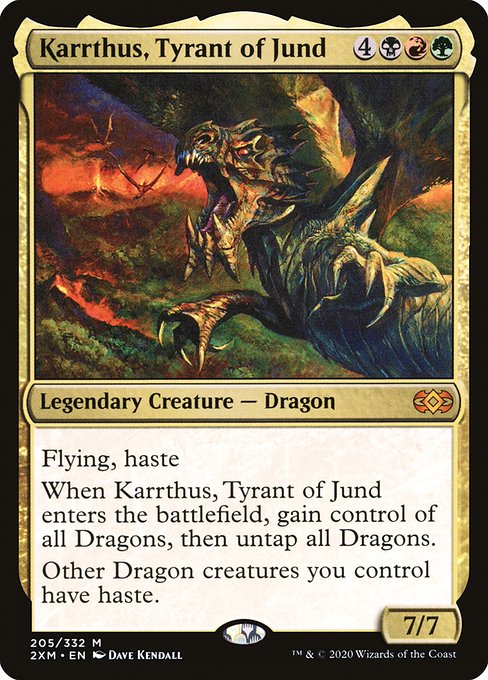 Karrthus, Tyrant of Jund 4
Legendary Creature — Dragon
Flying, haste
When Karrthus, Tyrant of Jund
enters the battlefield, gain control of
all Dragons, then untap all Dragons.
Other Dragon creatures you control
have haste.
7/7
205/332 M
2XM • EN Dave Kendall
™ & © 2020 Wizards of the Coast